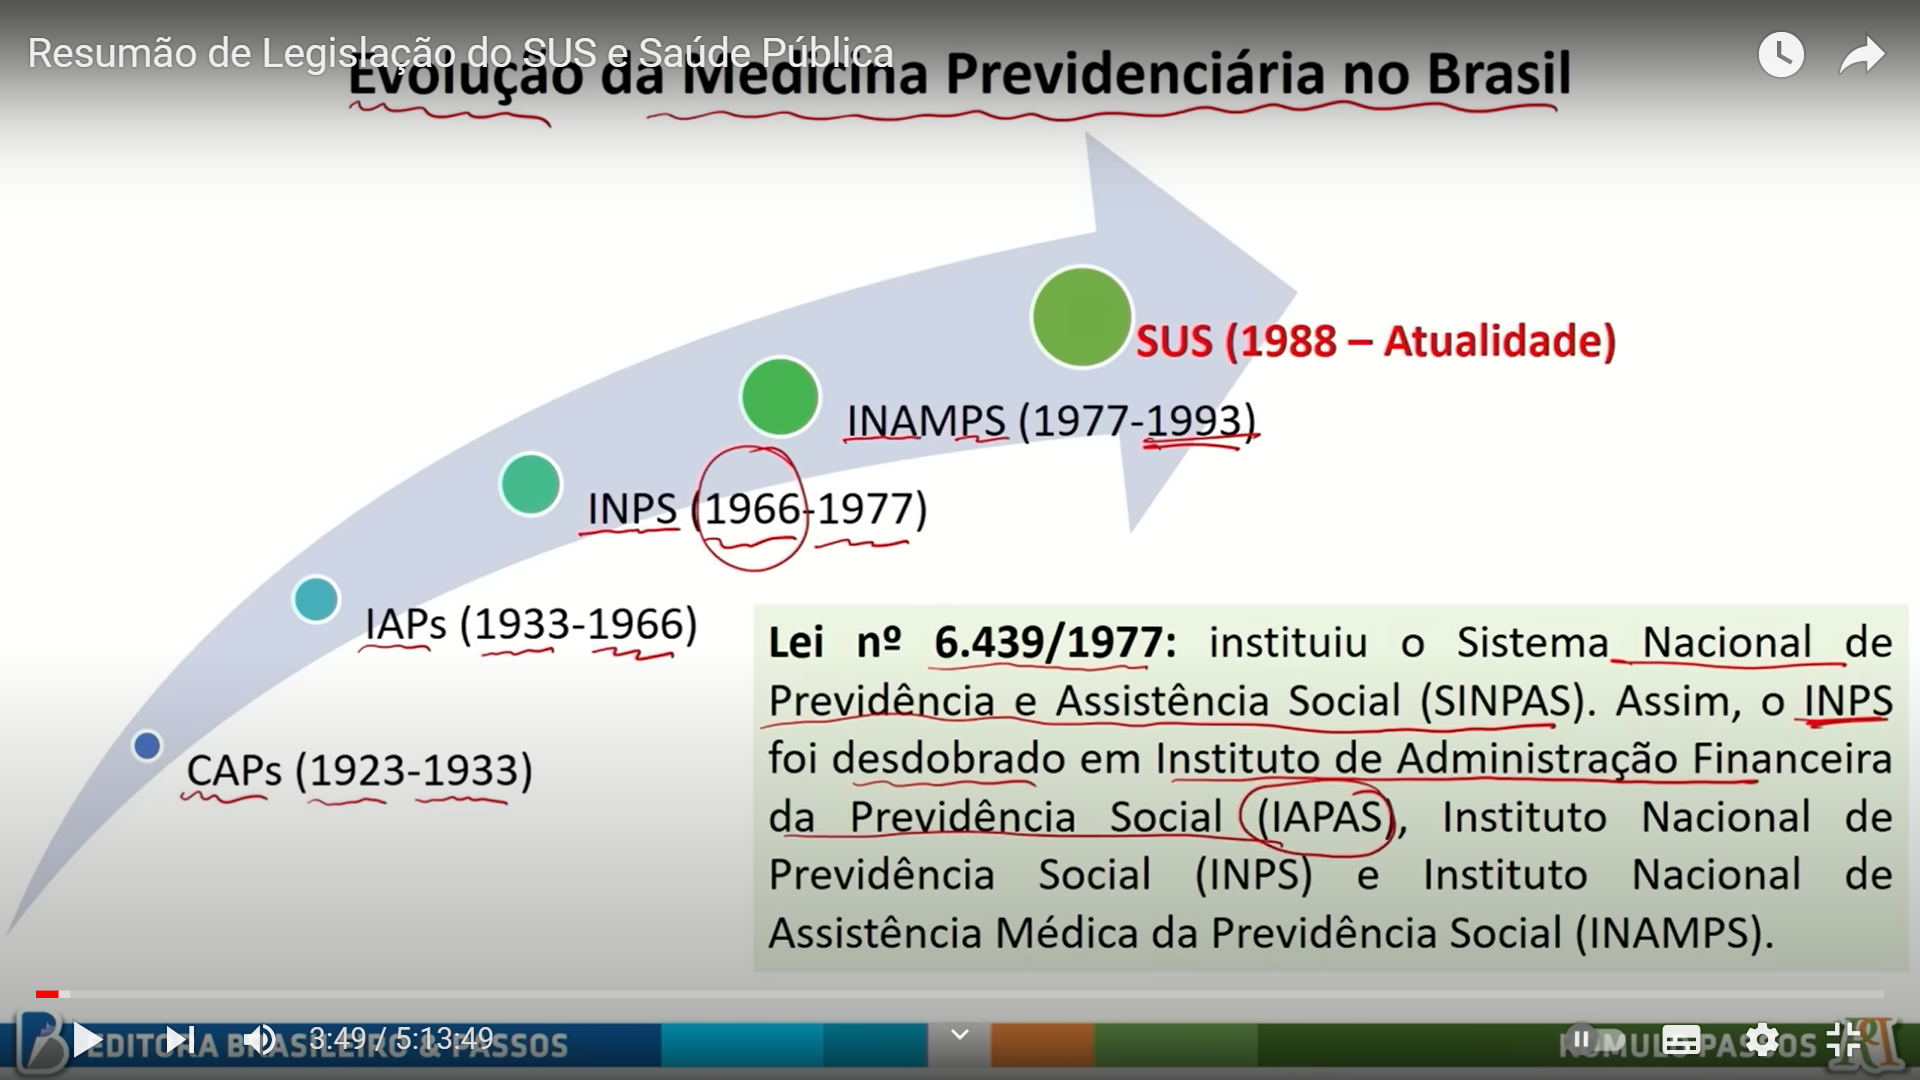 Resumão de Legislação do SUS e Saúde Pública
Evolução da Medicina Previdenciária no Brasil
SUS (1988 – Atualidade)
INAMPS (1977-1993)
INPS (1966-1977)
IAPs (1933-1966)
CAPs (1923-1933)
Lei nº 6.439/1977: instituiu o Sistema Nacional de
Previdência e Assistência Social (SINPAS). Assim, o INPS
foi desdobrado em Instituto de Administração Financeira
da Previdência Social (IAPAS), Instituto Nacional de
Previdência Social (INPS) e Instituto Nacional de
Assistência Médica da Previdência Social (INAMPS).
3:49 / 5:13:49
EDITORA BRASILEIRO & PASSOS
RÔMULO PASSOS